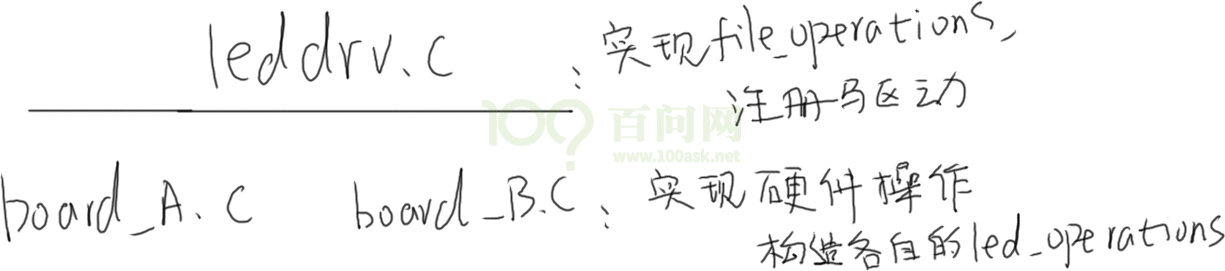 leddrv.c : 实现file_operations,
注册驱动
100? 百问网
www.100ask.net
board_A.c board_B.c : 实现硬件操作
构造各自的led_operations